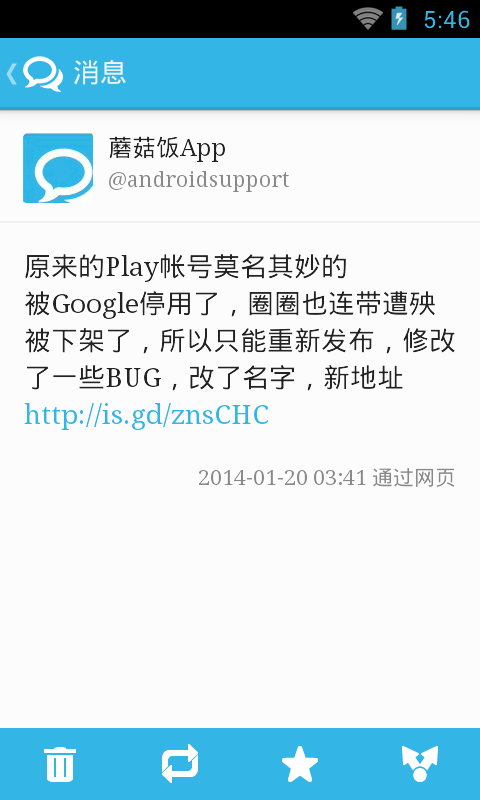 5:46
消息
蘑菇饭App
@androidsupport
原来的Play帐号莫名其妙的
被Google停用了，圈圈也连带遭殃
被下架了，所以只能重新发布，修改
了一些BUG，改了名字，新地址
http://is.gd/znsCHC
2014-01-20 03:41 通过网页